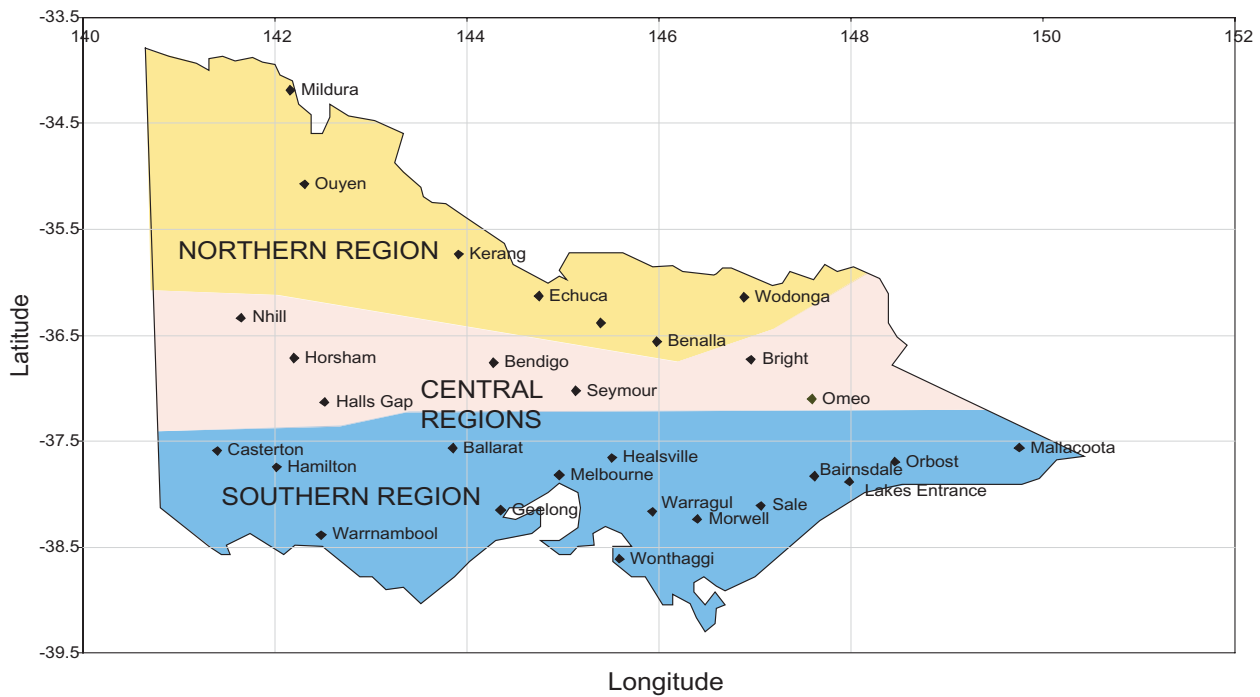 -33.5
140
142
144
146
148
150
152
Mildura
-34.5
Ouyen
-35.5
NORTHERN REGION
Kerang
Echuca
Wodonga
Nhill
-36.5
Benalla
Horsham
Bendigo
Bright
Latitude
CENTRAL
REGIONS
Seymour
Halls Gap
Omeo
-37.5
Casterton
Ballarat
Mallacoota
Hamilton
Healsville
Orbost
Melbourne
Bairnsdale
Lakes Entrance
SOUTHERN REGION
Geelong
Warragul
Sale
Morwell
Warrnambool
-38.5
Wonthaggi
-39.5
Longitude